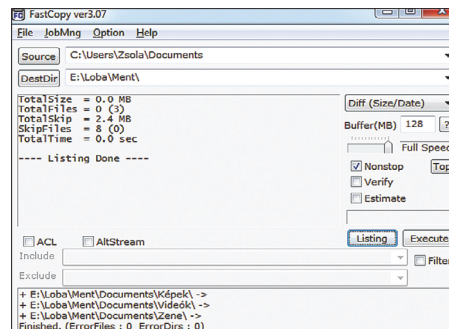 FastCopy ver3.07
File JobMng Option Help
Source C:\Users\Zsola\Documents
DestDir E:\Loba\Ment\
TotalSize = 0.0 MB
TotalFiles = 0 (3)
TotalSkip = 2.4 MB
SkipFiles = 8 (0)
TotalTime = 0.0 sec
---- Listing Done ----
Diff (Size/Date)
Buffer(MB) 128 ?
Full Speed
Nonstop Top
Verify
Estimate
ACL AltStream Listing Execute
Include Filter
Exclude
+ E:\Loba\Ment\Documents\Képek\ ->
+ E:\Loba\Ment\Documents\Videók\ ->
+ E:\Loba\Ment\Documents\Zene\ ->
Finished. (ErrorFiles : 0 ErrorDirs : 0)